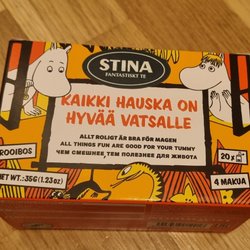 STINA
FANTASTISKT TE
KAIKKI HAUSKA ON
HYVÄÄ VATSALLE
ALLT ROLIGT ÄR BRA FÖR MAGEN
ALL THINGS FUN ARE GOOD FOR YOUR TUMMY
ЧЕМ СМЕШНЕЕ ТЕМ ПОЛЕЗНЕЕ ДЛЯ ЖИВОТА
ROOIBOS
20 x
NET WT.:35G (1.23oz)
4 MAKUA